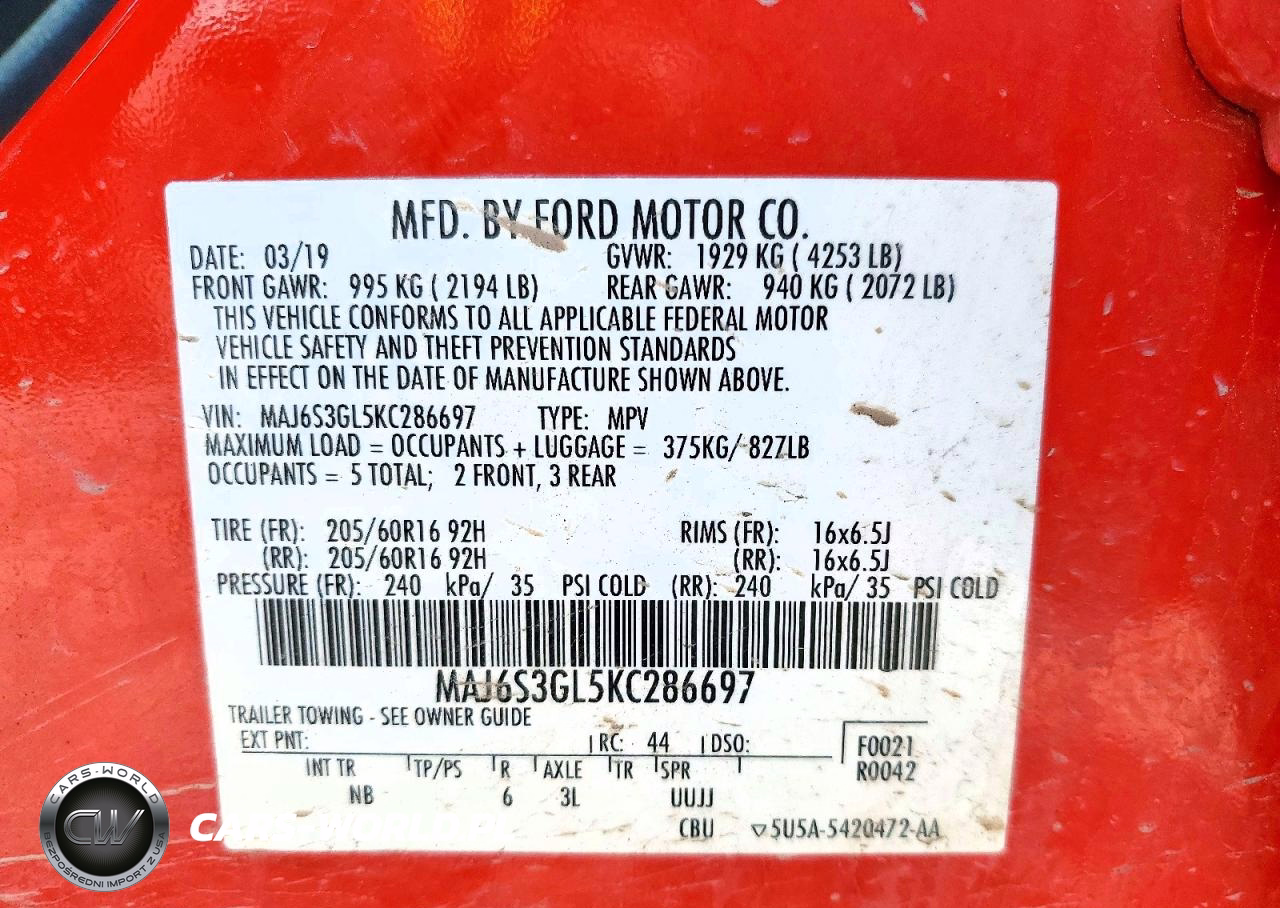 MFD. BY FORD MOTOR CO.
DATE: 03/19 GVWR: 1929 KG ( 4253 LB)
FRONT GAWR: 995 KG ( 2194 LB) REAR GAWR: 940 KG ( 2072 LB)
THIS VEHICLE CONFORMS TO ALL APPLICABLE FEDERAL MOTOR
VEHICLE SAFETY AND THEFT PREVENTION STANDARDS
IN EFFECT ON THE DATE OF MANUFACTURE SHOWN ABOVE.
VIN: MAJ6S3GL5KC286697 TYPE: MPV
MAXIMUM LOAD = OCCUPANTS + LUGGAGE = 375KG/ 827LB
OCCUPANTS = 5 TOTAL; 2 FRONT, 3 REAR
TIRE (FR): 205/60R16 92H RIMS (FR): 16x6.5J
(RR): 205/60R16 92H (RR): 16x6.5J
PRESSURE (FR): 240 kPa/ 35 PSI COLD (RR): 240 kPa/ 35 PSI COLD
MAJ6S3GL5KC286697
TRAILER TOWING - SEE OWNER GUIDE
EXT PNT: RC: 44 DSO: F0021
INT TR TP/PS R AXLE TR SPR R0042
NB 6 3L UUJJ
CBU 5U5A-5420472-AA
CARS-WORLD
CW
BEZPOŚREDNI IMPORT Z USA